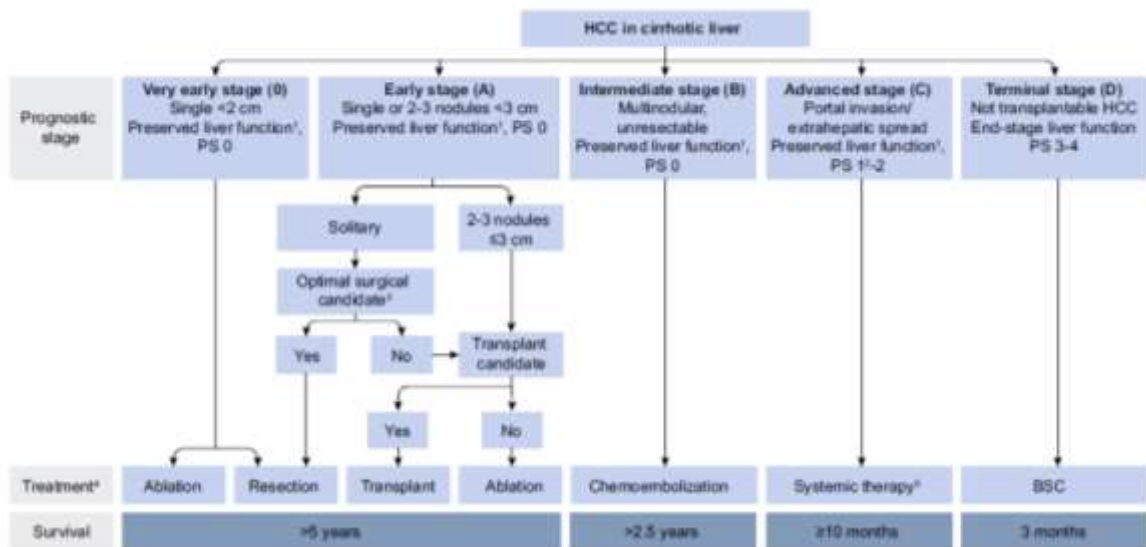 HCC in cirrhotic liver
Prognostic
stage
Very early stage (0)
Single <2 cm
Preserved liver function¹,
PS 0
Early stage (A)
Single or 2-3 nodules <3 cm
Preserved liver function¹, PS 0
Intermediate stage (B)
Multinodular,
unresectable
Preserved liver function¹,
PS 0
Advanced stage (C)
Portal invasion/
extrahepatic spread
Preserved liver function¹,
PS 1²-2
Terminal stage (D)
Not transplantable HCC
End-stage liver function
PS 3-4
Solitary
2-3 nodules
≤3 cm
Optimal surgical
candidate³
Yes
No
Transplant
candidate
Yes
No
Treatment⁴
Ablation
Resection
Transplant
Ablation
Chemoembolization
Systemic therapy⁵
BSC
Survival
>5 years
>2.5 years
≥10 months
3 months